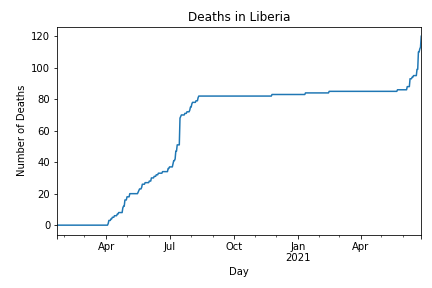 Deaths in Liberia
120
100
80
60
40
20
0
Number of Deaths
Apr
Jul
Oct
Jan
2021
Apr
Day